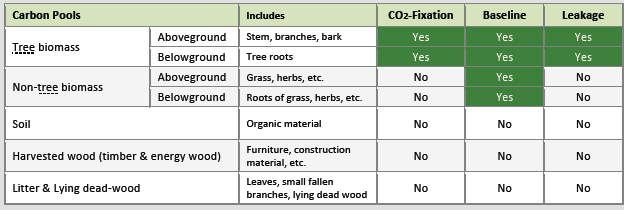 Carbon Pools Includes CO2-Fixation Baseline Leakage
Tree biomass
Aboveground Stem, branches, bark Yes Yes Yes
Belowground Tree roots Yes Yes Yes
Non-tree biomass
Aboveground Grass, herbs, etc. No Yes No
Belowground Roots of grass, herbs, etc. No Yes No
Soil Organic material No No No
Harvested wood (timber & energy wood) Furniture, construction
material, etc. No No No
Litter & Lying dead-wood Leaves, small fallen
branches, lying dead wood No No No